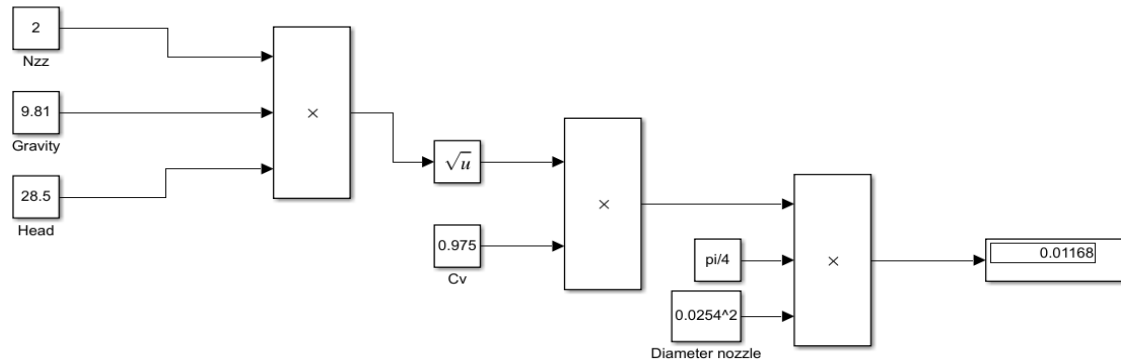 2
Nzz
9.81
Gravity
28.5
Head
×
√u
0.975
Cv
×
pi/4
0.0254^2
Diameter nozzle
×
0.01168